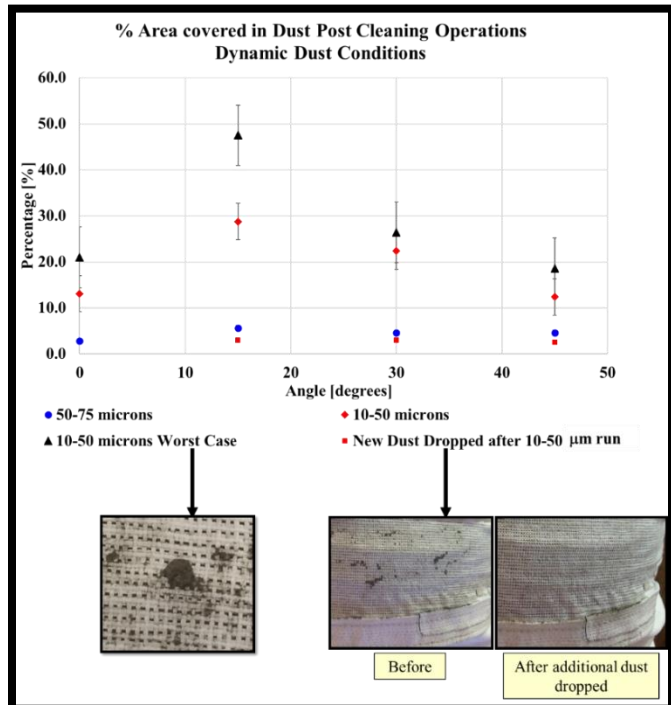 % Area covered in Dust Post Cleaning Operations
Dynamic Dust Conditions
Percentage [%]
60.0
50.0
40.0
30.0
20.0
10.0
0.0
0 10 20 30 40 50
Angle [degrees]
50-75 microns
10-50 microns
10-50 microns Worst Case
New Dust Dropped after 10-50 μm run
Before
After additional dust
dropped